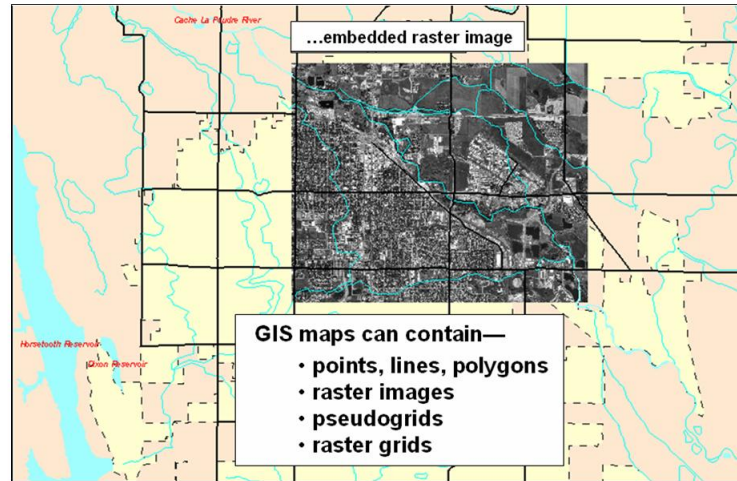 Cache La Poudre River
...embedded raster image
GIS maps can contain—
• points, lines, polygons
• raster images
• pseudogrids
• raster grids
Horsetooth Reservoir
Dixon Reservoir